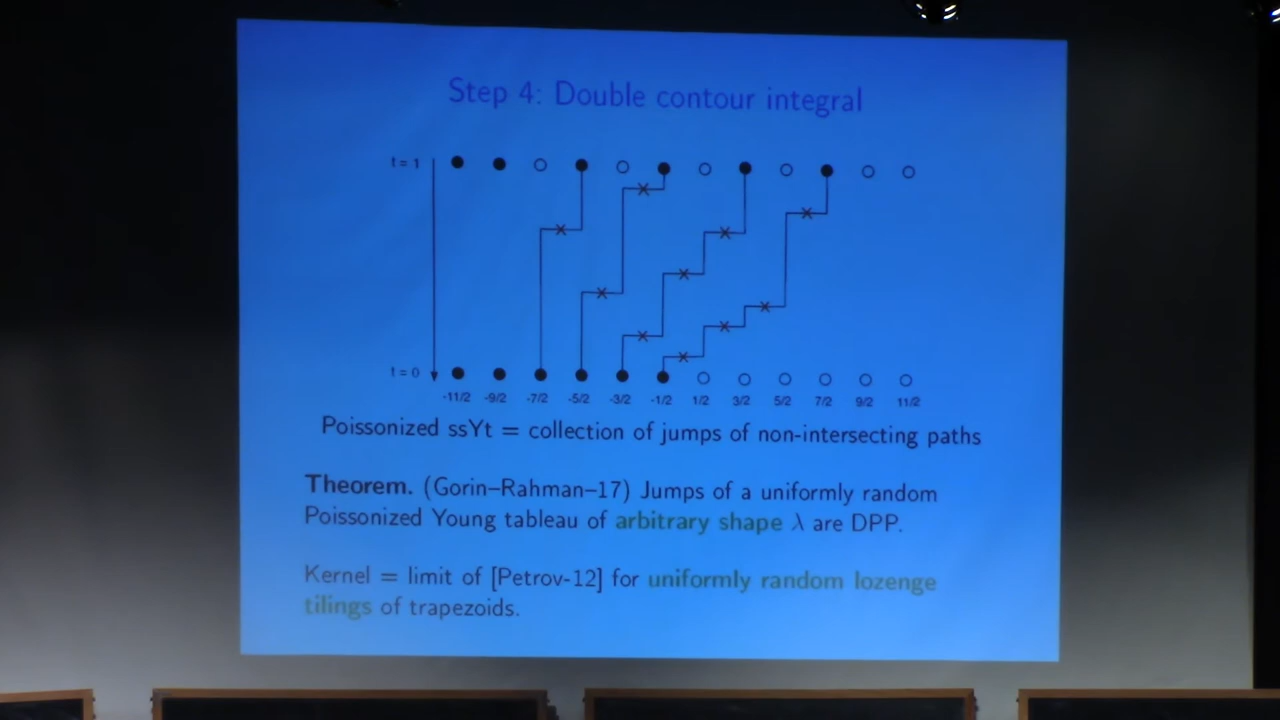 Step 4: Double contour integral
t = 1
t = 0
-11/2 -9/2 -7/2 -5/2 -3/2 -1/2 1/2 3/2 5/2 7/2 9/2 11/2
Poissonized ssYt = collection of jumps of non-intersecting paths
Theorem. (Gorin–Rahman–17) Jumps of a uniformly random
Poissonized Young tableau of arbitrary shape λ are DPP.
Kernel = limit of [Petrov-12] for uniformly random lozenge
tilings of trapezoids.